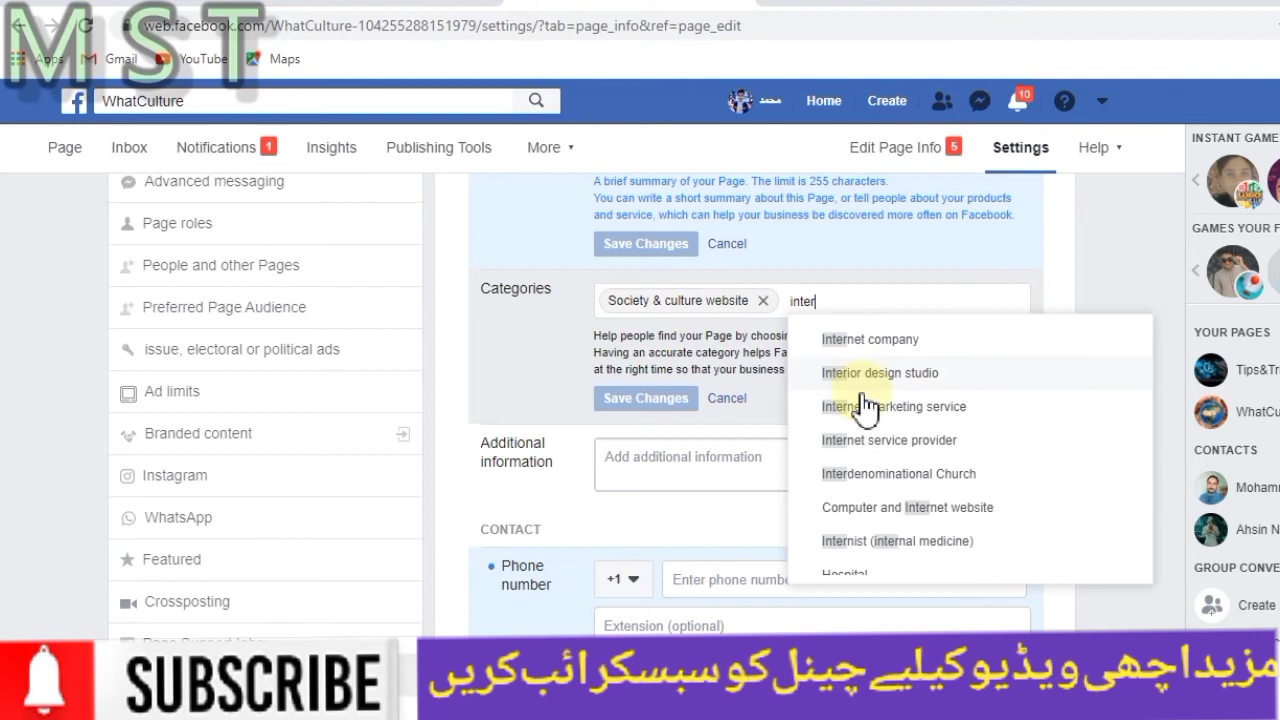 MST
web.facebook.com/WhatCulture-104255288151979/settings/?tab=page_info&ref=page_edit
Apps Gmail YouTube Maps
WhatCulture
محمد Home Create 10
Page Inbox Notifications 1 Insights Publishing Tools More Edit Page Info 5 Settings Help
INSTANT GAME
A brief summary of your Page. The limit is 255 characters.
You can write a short summary about this Page, or tell people about your products
and service, which can help your business be discovered more often on Facebook.
Save Changes Cancel
Advanced messaging
Page roles
People and other Pages
Preferred Page Audience
issue, electoral or political ads
Ad limits
Branded content
Instagram
WhatsApp
Featured
Crossposting
Page Support Inbox
Categories
Society & culture website inter
Help people find your Page by choosin
Having an accurate category helps Fa
at the right time so that your business
Save Changes Cancel
Internet company
Interior design studio
Internet marketing service
Internet service provider
Interdenominational Church
Computer and Internet website
Internist (internal medicine)
Hospital
Additional
information
Add additional information
CONTACT
Phone
number
+1 Enter phone numbe
Extension (optional)
GAMES YOUR F
YOUR PAGES
Tips&Tr
WhatCu
CONTACTS
Mohamm
Ahsin N
GROUP CONVE
Create
SUBSCRIBE
مزید اچھی ویڈیو کیلیے چینل کو سبسکرائب کریں